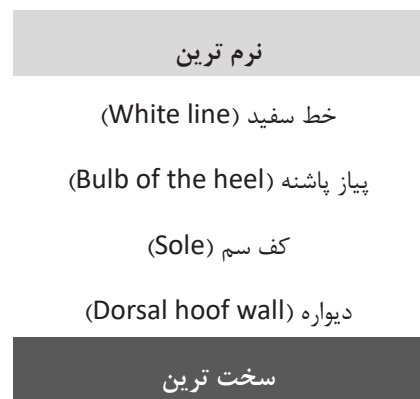 نرم ترین
خط سفید (White line)
پیاز پاشنه (Bulb of the heel)
کف سم (Sole)
دیواره (Dorsal hoof wall)
سخت ترین